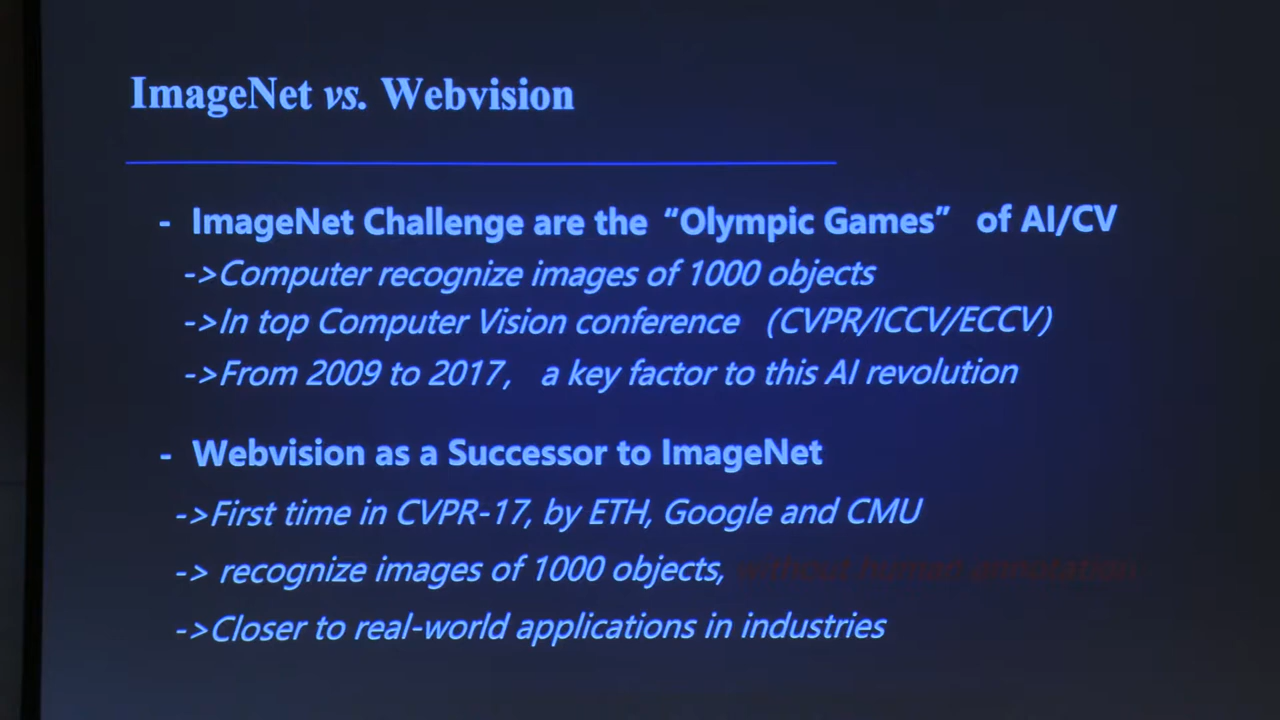 ImageNet vs. Webvision
- ImageNet Challenge are the “Olympic Games” of AI/CV
->Computer recognize images of 1000 objects
->In top Computer Vision conference (CVPR/ICCV/ECCV)
->From 2009 to 2017, a key factor to this AI revolution
- Webvision as a Successor to ImageNet
->First time in CVPR-17, by ETH, Google and CMU
-> recognize images of 1000 objects, without human annotation
->Closer to real-world applications in industries